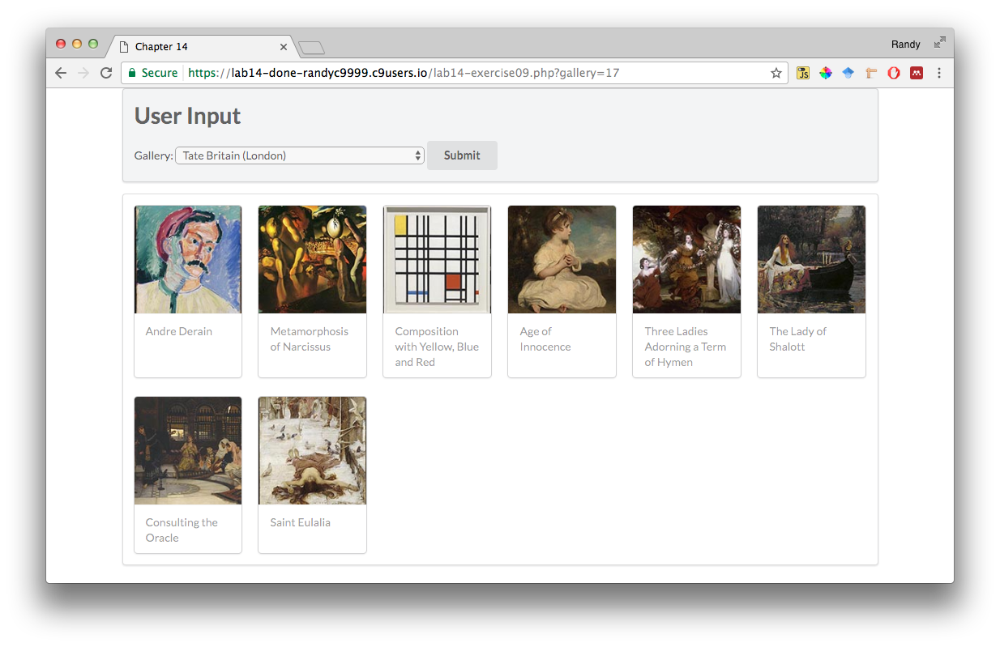 Chapter 14
Randy
Secure https://lab14-done-randyc9999.c9users.io/lab14-exercise09.php?gallery=17
JS
User Input
Gallery: Tate Britain (London) Submit
Andre Derain
Metamorphosis
of Narcissus
Composition
with Yellow, Blue
and Red
Age of
Innocence
Three Ladies
Adorning a Term
of Hymen
The Lady of
Shalott
Consulting the
Oracle
Saint Eulalia